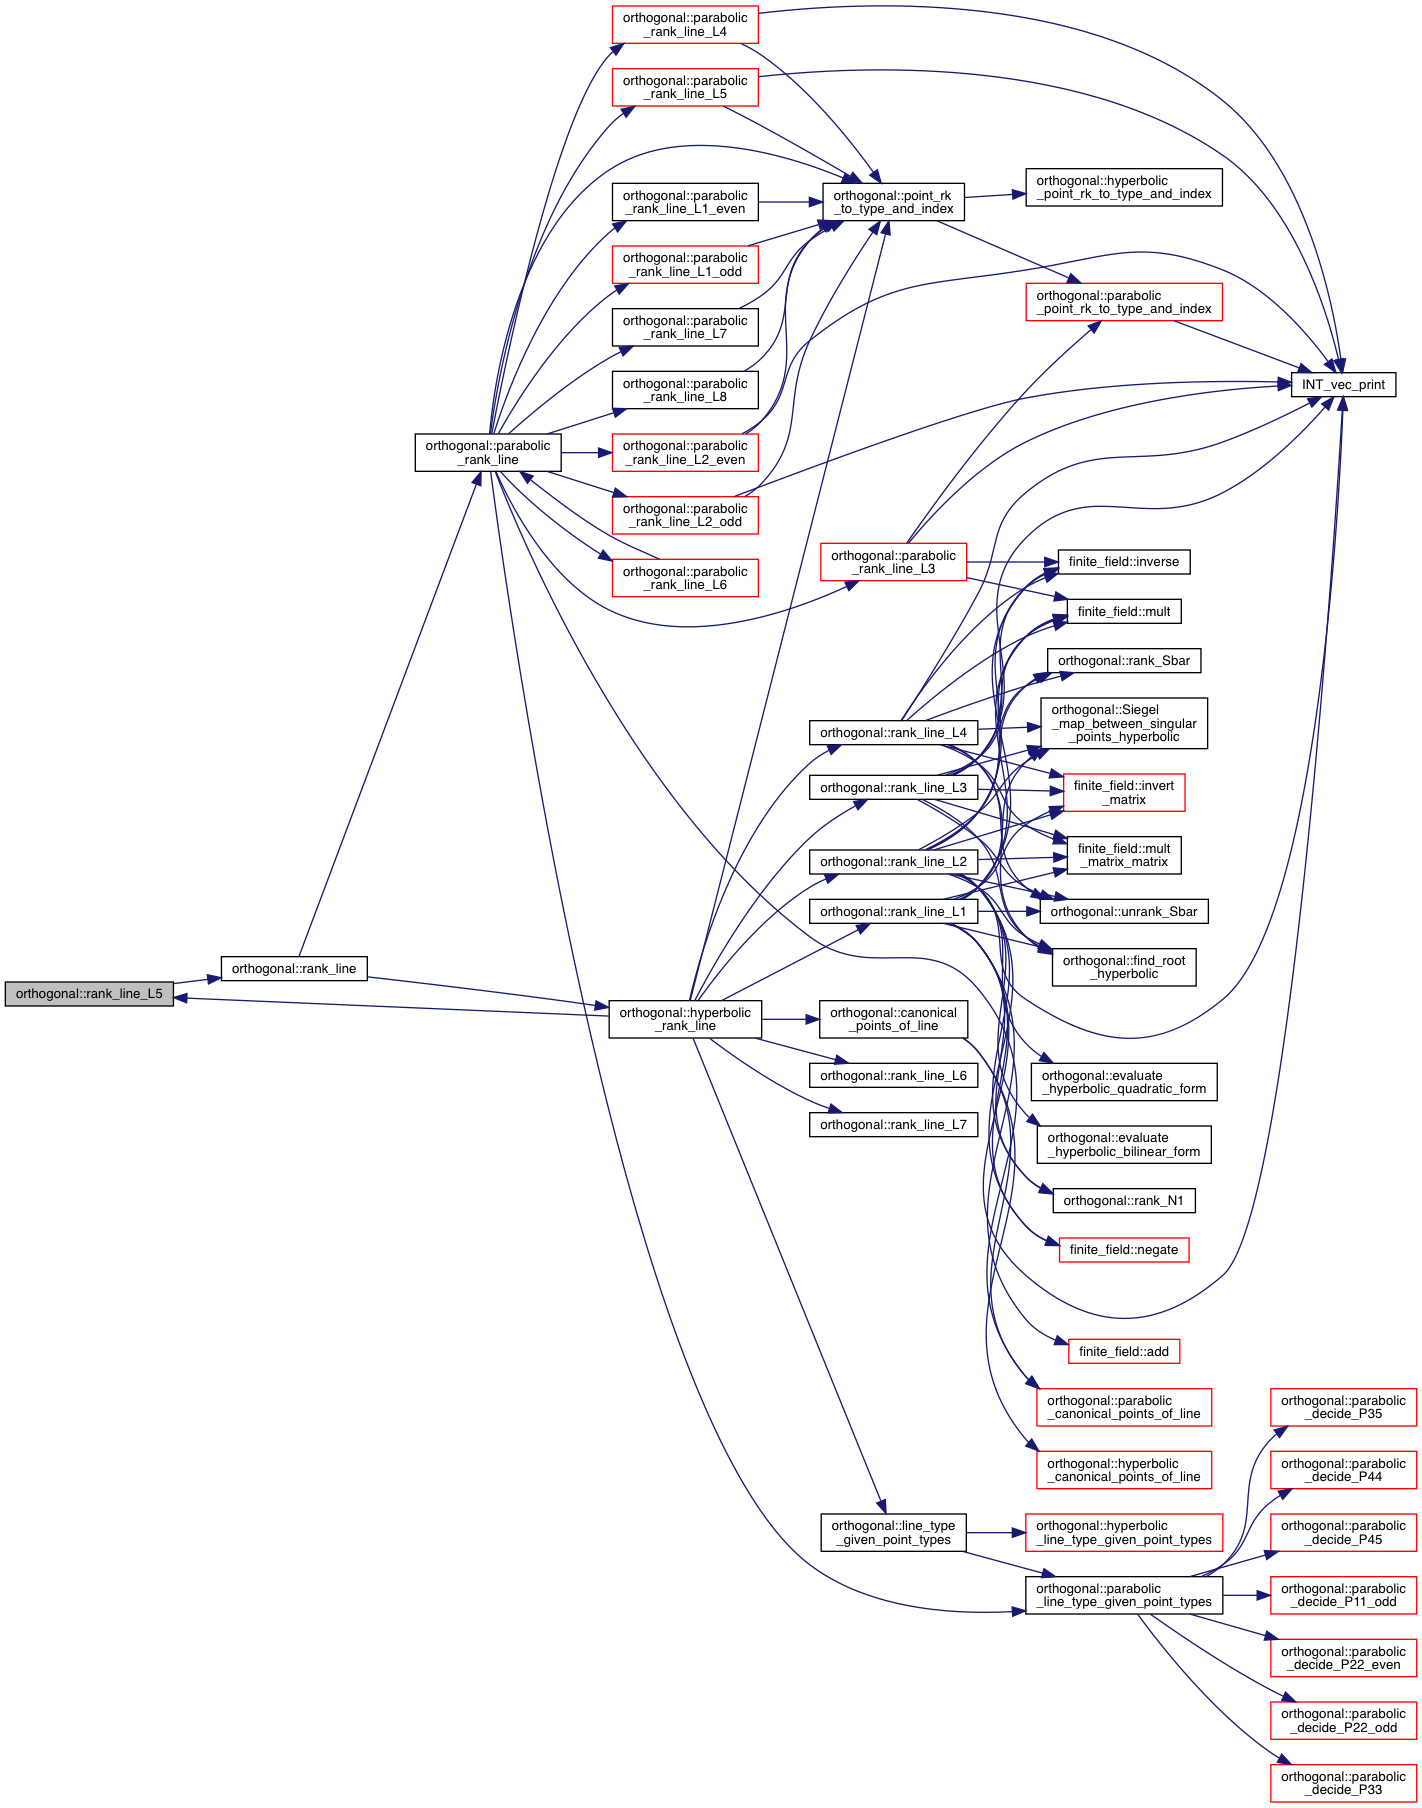 orthogonal::parabolic
_rank_line_L4
orthogonal::parabolic
_rank_line_L5
orthogonal::hyperbolic
_point_rk_to_type_and_index
orthogonal::parabolic
_rank_line_L1_even
orthogonal::point_rk
_to_type_and_index
orthogonal::parabolic
_rank_line_L1_odd
orthogonal::parabolic
_point_rk_to_type_and_index
orthogonal::parabolic
_rank_line_L7
INT_vec_print
orthogonal::parabolic
_rank_line_L8
orthogonal::parabolic
_rank_line
orthogonal::parabolic
_rank_line_L2_even
orthogonal::parabolic
_rank_line_L2_odd
orthogonal::parabolic
_rank_line_L3
finite_field::inverse
orthogonal::parabolic
_rank_line_L6
finite_field::mult
orthogonal::rank_Sbar
orthogonal::Siegel
_map_between_singular
_points_hyperbolic
orthogonal::rank_line_L4
orthogonal::rank_line_L3
finite_field::invert
_matrix
orthogonal::rank_line_L2
finite_field::mult
_matrix_matrix
orthogonal::rank_line_L1
orthogonal::unrank_Sbar
orthogonal::find_root
_hyperbolic
orthogonal::rank_line
orthogonal::rank_line_L5
orthogonal::hyperbolic
_rank_line
orthogonal::canonical
_points_of_line
orthogonal::rank_line_L6
orthogonal::evaluate
_hyperbolic_quadratic_form
orthogonal::rank_line_L7
orthogonal::evaluate
_hyperbolic_bilinear_form
orthogonal::rank_N1
finite_field::negate
finite_field::add
orthogonal::parabolic
_canonical_points_of_line
orthogonal::parabolic
_decide_P35
orthogonal::hyperbolic
_canonical_points_of_line
orthogonal::parabolic
_decide_P44
orthogonal::line_type
_given_point_types
orthogonal::hyperbolic
_line_type_given_point_types
orthogonal::parabolic
_decide_P45
orthogonal::parabolic
_line_type_given_point_types
orthogonal::parabolic
_decide_P11_odd
orthogonal::parabolic
_decide_P22_even
orthogonal::parabolic
_decide_P22_odd
orthogonal::parabolic
_decide_P33